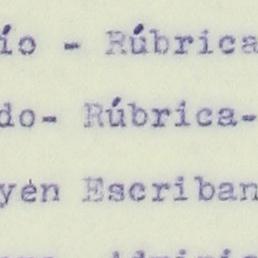 ío - Rúbrica
do- Rúbrica-
yén Escriban